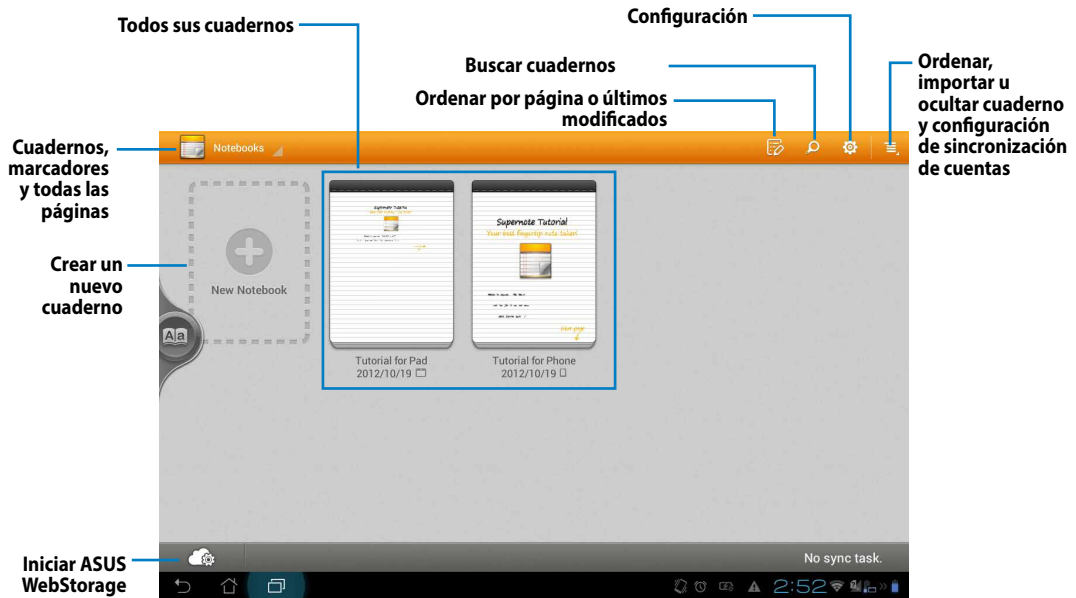 Configuración
Todos sus cuadernos
Buscar cuadernos
Ordenar,
importar u
ocultar cuaderno
y configuración
de sincronización
de cuentas
Ordenar por página o últimos
modificados
Cuadernos,
marcadores
y todas las
páginas
Notebooks
Supernote Tutorial
Supernote Tutorial
Your best fingertip note taker!
Crear un
nuevo
cuaderno
New Notebook
Aa
Tutorial for Pad
2012/10/19
Tutorial for Phone
2012/10/19
Iniciar ASUS
WebStorage
No sync task.
2:52